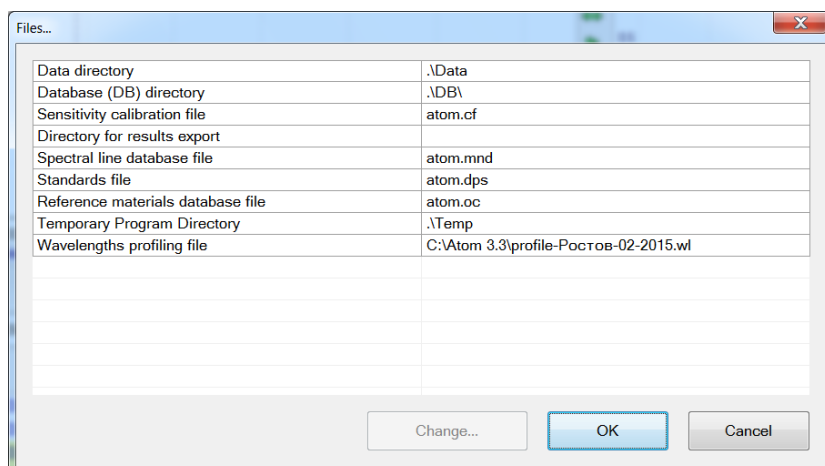 Files...
Data directory .\Data
Database (DB) directory .\DB\
Sensitivity calibration file atom.cf
Directory for results export
Spectral line database file atom.mnd
Standards file atom.dps
Reference materials database file atom.oc
Temporary Program Directory .\Temp
Wavelengths profiling file C:\Atom 3.3\profile-Ростов-02-2015.wl
Change... OK Cancel